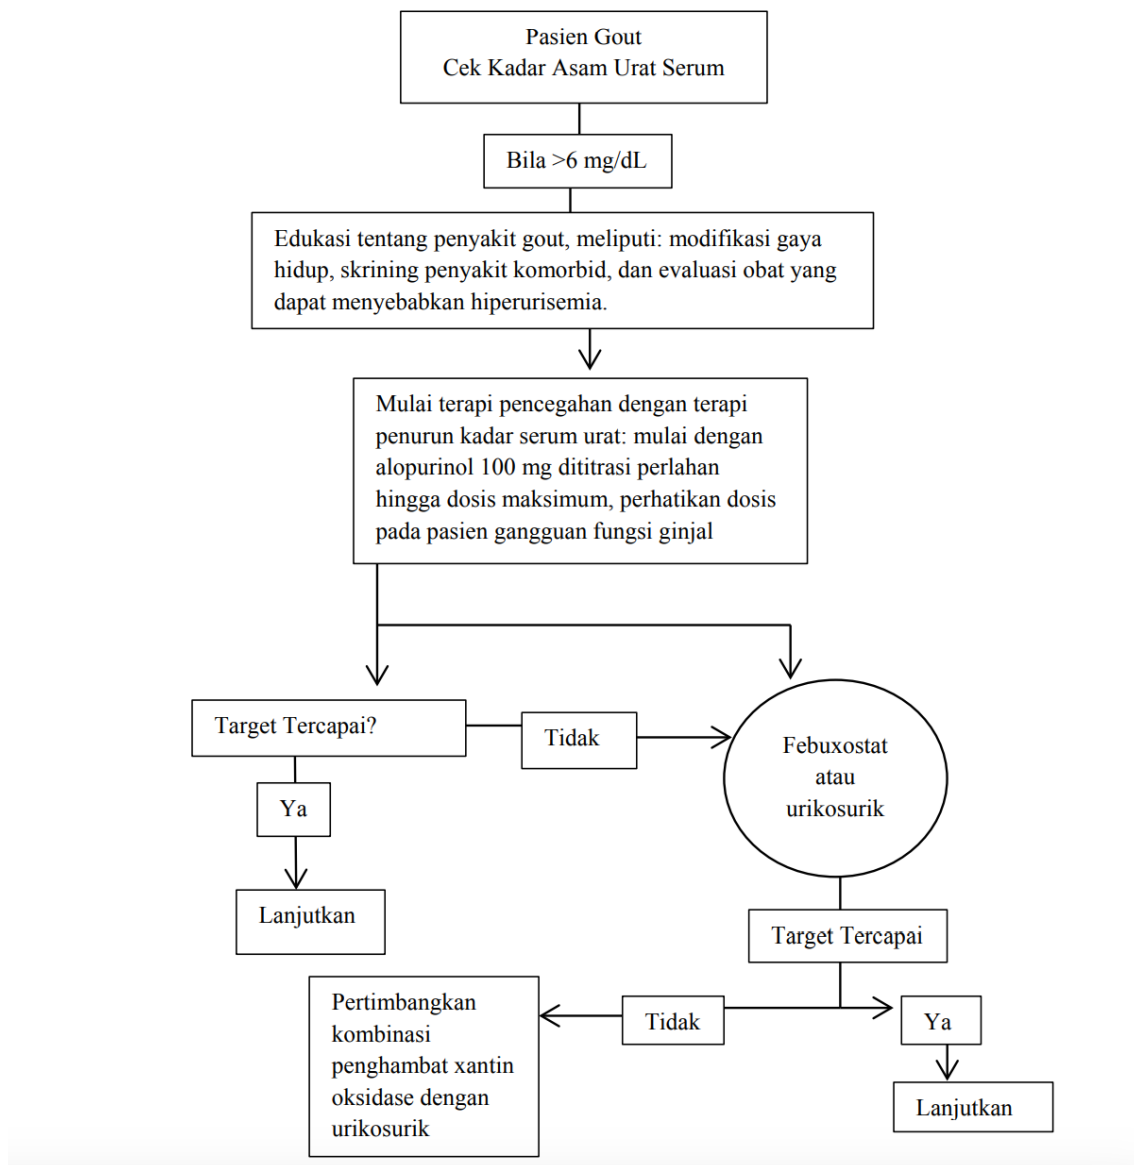 Pasien Gout
Cek Kadar Asam Urat Serum
Bila >6 mg/dL
Edukasi tentang penyakit gout, meliputi: modifikasi gaya
hidup, skrining penyakit komorbid, dan evaluasi obat yang
dapat menyebabkan hiperurisemia.
Mulai terapi pencegahan dengan terapi
penurun kadar serum urat: mulai dengan
alopurinol 100 mg dititrasi perlahan
hingga dosis maksimum, perhatikan dosis
pada pasien gangguan fungsi ginjal
Target Tercapai?
Tidak
Febuxostat
atau
urikosurik
Ya
Lanjutkan
Target Tercapai
Pertimbangkan
kombinasi
penghambat xantin
oksidase dengan
urikosurik
Tidak
Ya
Lanjutkan